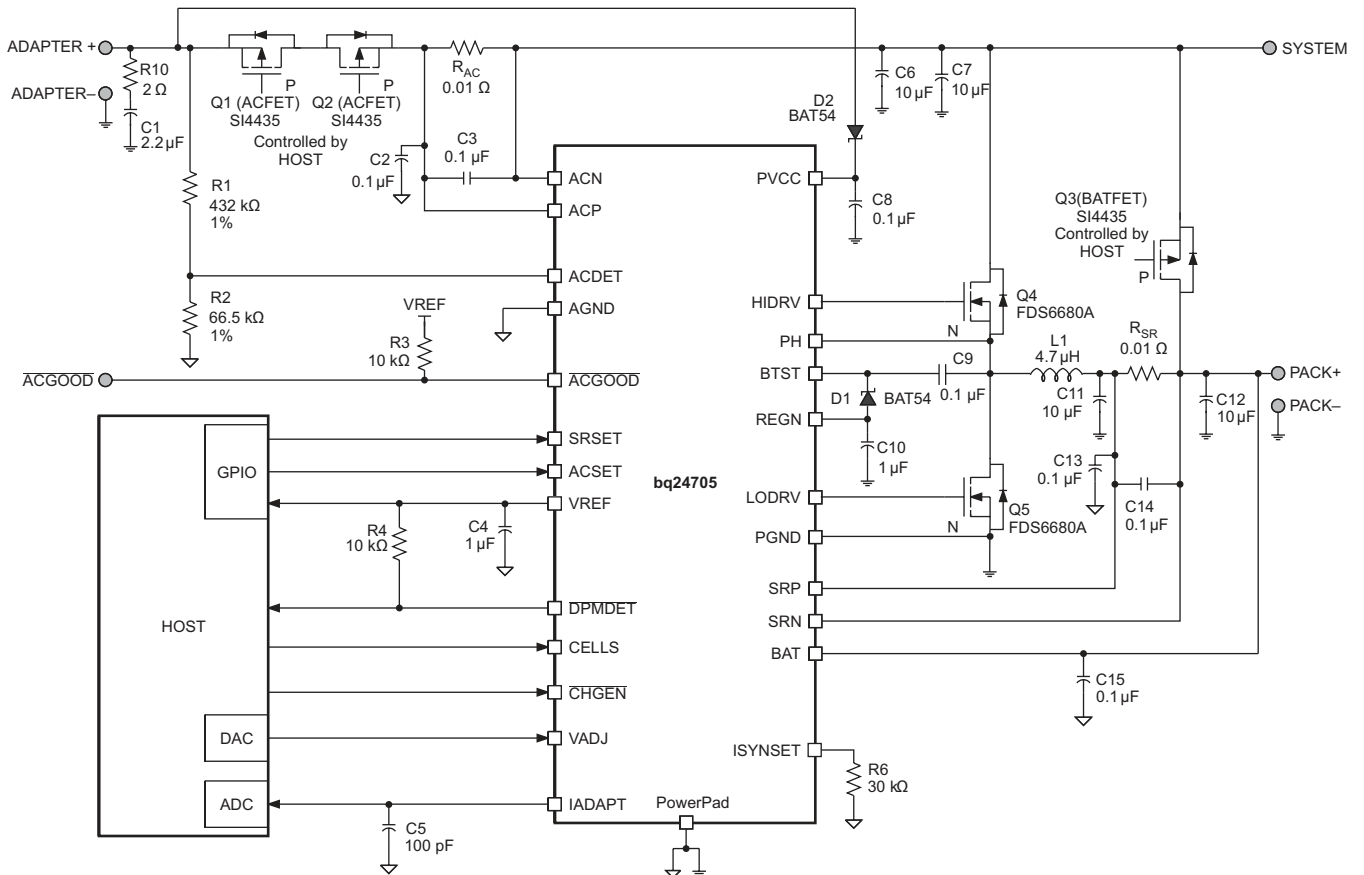 ADAPTER +
ADAPTER–
R10
2 Ω
C1
2.2 µF
P
Q1 (ACFET)
SI4435
P
Q2 (ACFET)
SI4435
Controlled by
HOST
RAC
0.01 Ω
C2
0.1 µF
C3
0.1 µF
R1
432 kΩ
1%
R2
66.5 kΩ
1%
VREF
R3
10 kΩ
ACGOOD
C6
10 µF
C7
10 µF
SYSTEM
D2
BAT54
C8
0.1 µF
Q3(BATFET)
SI4435
Controlled by
HOST
P
ACN
ACP
ACDET
AGND
ACGOOD
SRSET
ACSET
VREF
DPMDET
CELLS
CHGEN
VADJ
IADAPT
bq24705
PowerPad
PVCC
HIDRV
PH
BTST
REGN
LODRV
PGND
SRP
SRN
BAT
ISYNSET
Q4
FDS6680A
N
L1
4.7 µH
RSR
0.01 Ω
C9
0.1 µF
D1
BAT54
C10
1 µF
C11
10 µF
C12
10 µF
PACK+
PACK–
C13
0.1 µF
C14
0.1 µF
Q5
FDS6680A
N
C15
0.1 µF
R6
30 kΩ
GPIO
HOST
DAC
ADC
R4
10 kΩ
C4
1 µF
C5
100 pF